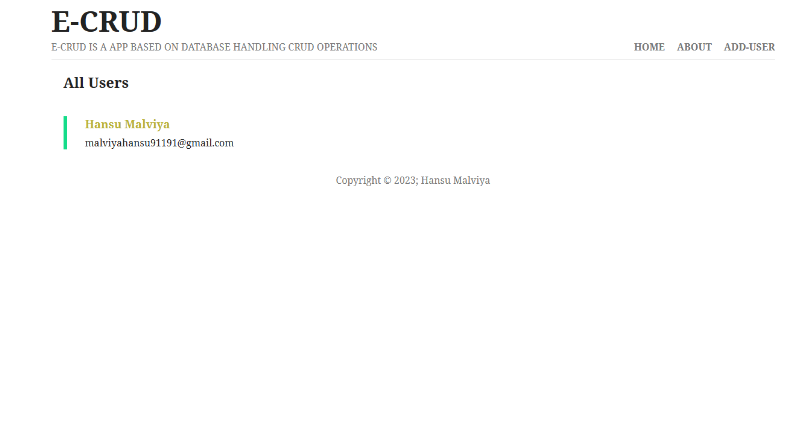 E-CRUD
E-CRUD IS A APP BASED ON DATABASE HANDLING CRUD OPERATIONS
HOME ABOUT ADD-USER
All Users
Hansu Malviya
malviyahansu91191@gmail.com
Copyright © 2023; Hansu Malviya